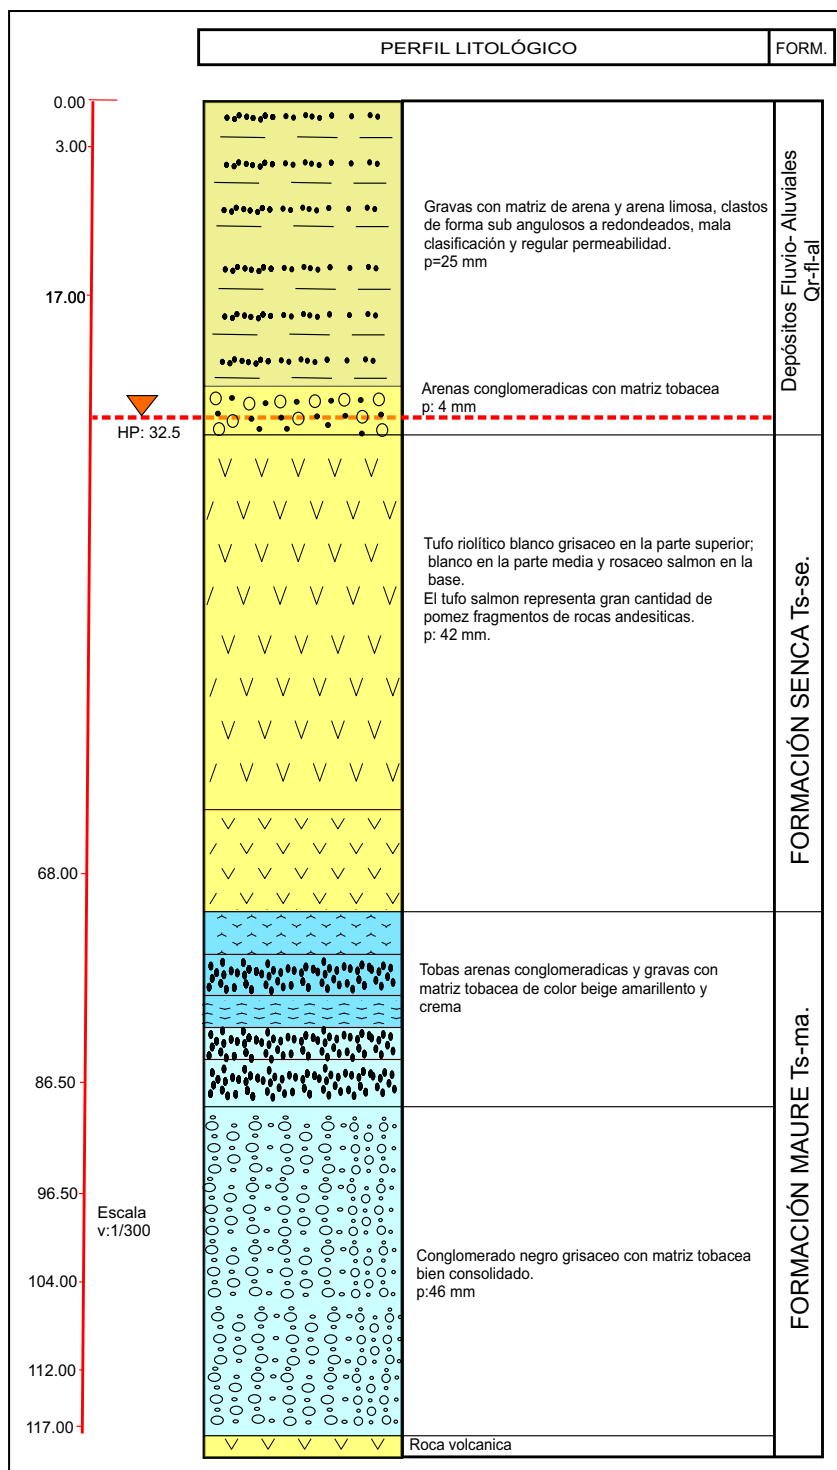 PERFIL LITOLÓGICO
FORM.
0.00
3.00
17.00
HP: 32.5
68.00
86.50
96.50
Escala
v:1/300
104.00
112.00
117.00
Gravas con matriz de arena y arena limosa, clastos
de forma sub angulosos a redondeados, mala
clasificación y regular permeabilidad.
p=25 mm
Arenas conglomeradicas con matriz tobacea
p: 4 mm
Depósitos Fluvio- Aluviales
Qr-fl-al
Tufo riolítico blanco grisaceo en la parte superior;
blanco en la parte media y rosaceo salmon en la
base.
El tufo salmon representa gran cantidad de
pomez fragmentos de rocas andesiticas.
p: 42 mm.
FORMACIÓN SENCA Ts-se.
Tobas arenas conglomeradicas y gravas con
matriz tobacea de color beige amarillento y
crema
Conglomerado negro grisaceo con matriz tobacea
bien consolidado.
p:46 mm
FORMACIÓN MAURE Ts-ma.
Roca volcanica